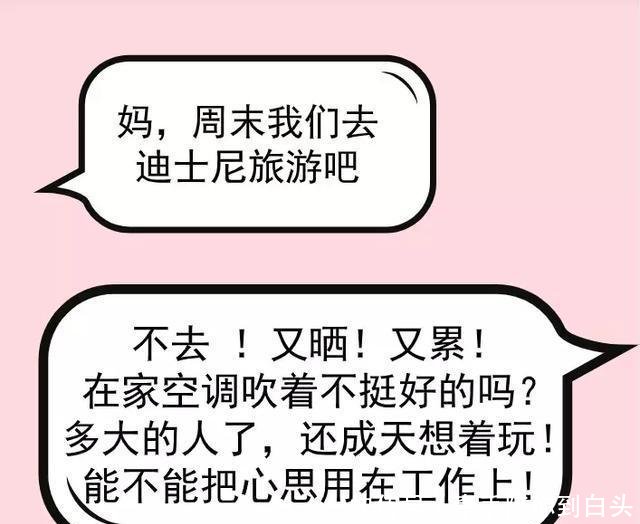 妈，周末我们去
迪士尼旅游吧
不去 ！又晒！又累！
在家空调吹着不挺好的吗？
多大的人了，还成天想着玩！
能不能把心思用在工作上！
到白头